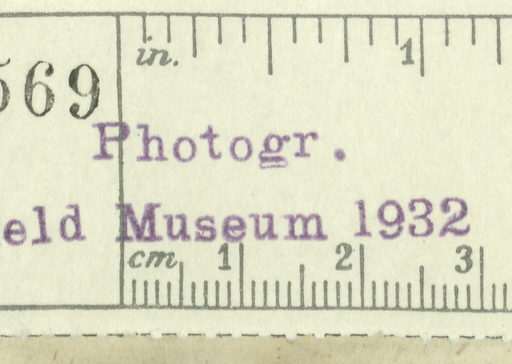 in. 1
569
Photogr.
eld Museum 1932
cm 1 2 3